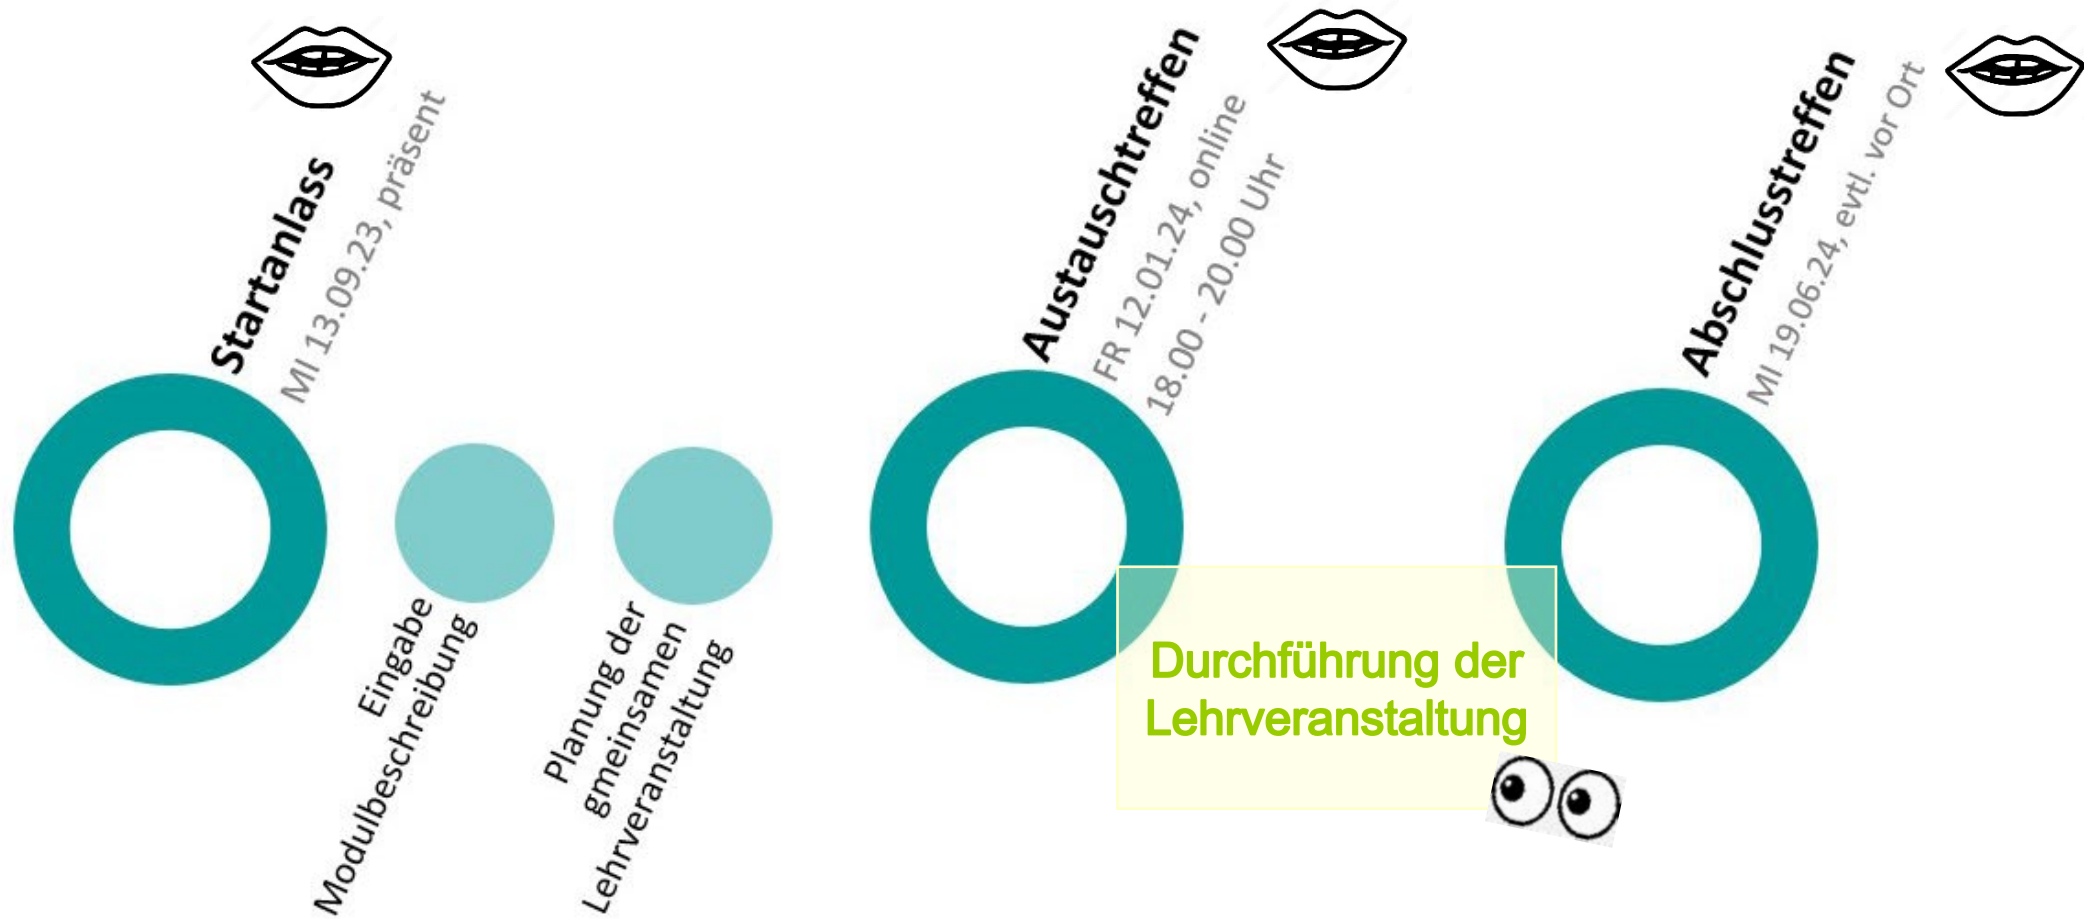 Startanlass
MI 13.09.23, präsent
Eingabe
Modulbeschreibung
Planung der
gmeinsamen
Lehrveranstaltung
Austauschtreffen
FR 12.01.24, online
18.00 - 20.00 Uhr
Durchführung der
Lehrveranstaltung
Abschlusstreffen
MI 19.06.24, evtl. vor Ort